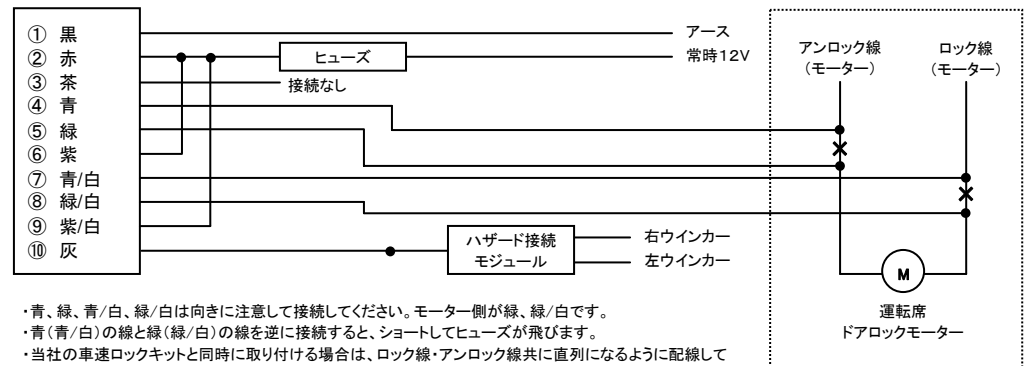 ① 黒
② 赤
③ 茶
④ 青
⑤ 緑
⑥ 紫
⑦ 青/白
⑧ 緑/白
⑨ 紫/白
⑩ 灰
ヒューズ
接続なし
アース
常時12V
ハザード接続
モジュール
右ウインカー
左ウインカー
アンロック線
(モーター)
ロック線
(モーター)
M
運転席
ドアロックモーター
・青、緑、青/白、緑/白は向きに注意して接続してください。モーター側が緑、緑/白です。
・青(青/白)の線と緑(緑/白)の線を逆に接続すると、ショートしてヒューズが飛びます。
・当社の車速ロックキットと同時に取り付ける場合は、ロック線・アンロック線共に直列になるように配線して